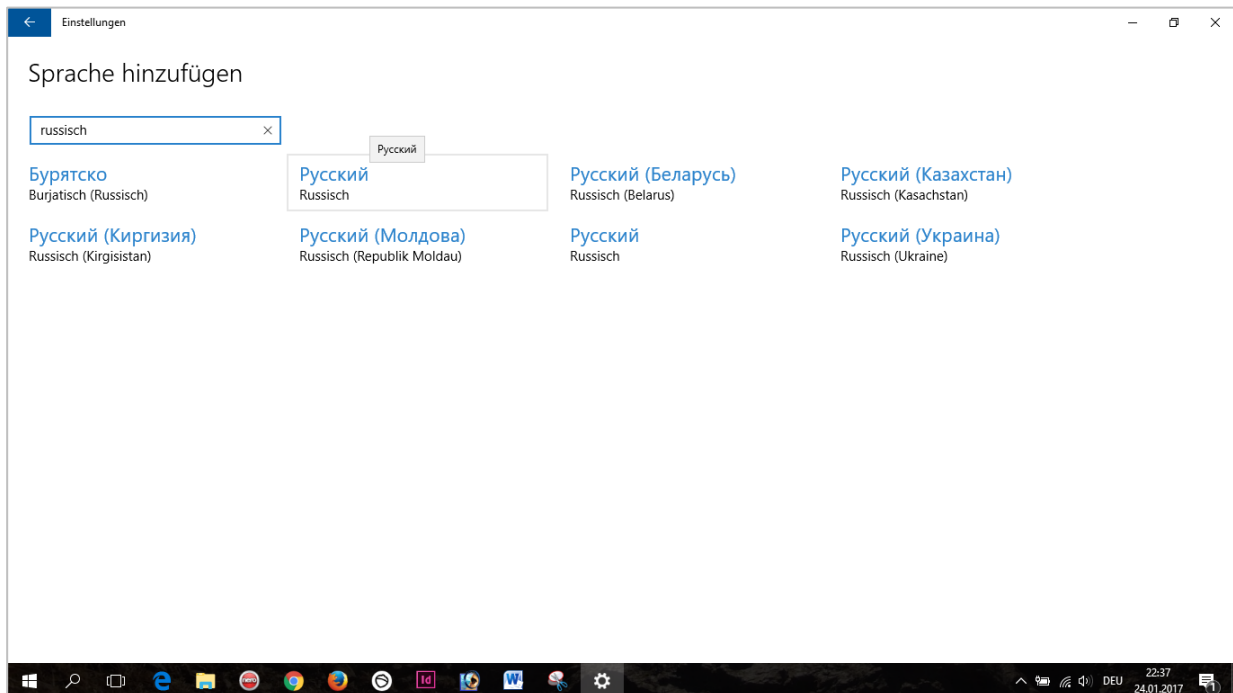 Einstellungen
Sprache hinzufügen
russisch
Русский
Бурятско
Burjatisch (Russisch)
Русский
Russisch
Русский (Беларусь)
Russisch (Belarus)
Русский (Казахстан)
Russisch (Kasachstan)
Русский (Киргизия)
Russisch (Kirgisistan)
Русский (Молдова)
Russisch (Republik Moldau)
Русский
Russisch
Русский (Украина)
Russisch (Ukraine)
nero
Id
W
DEU
22:37
24.01.2017